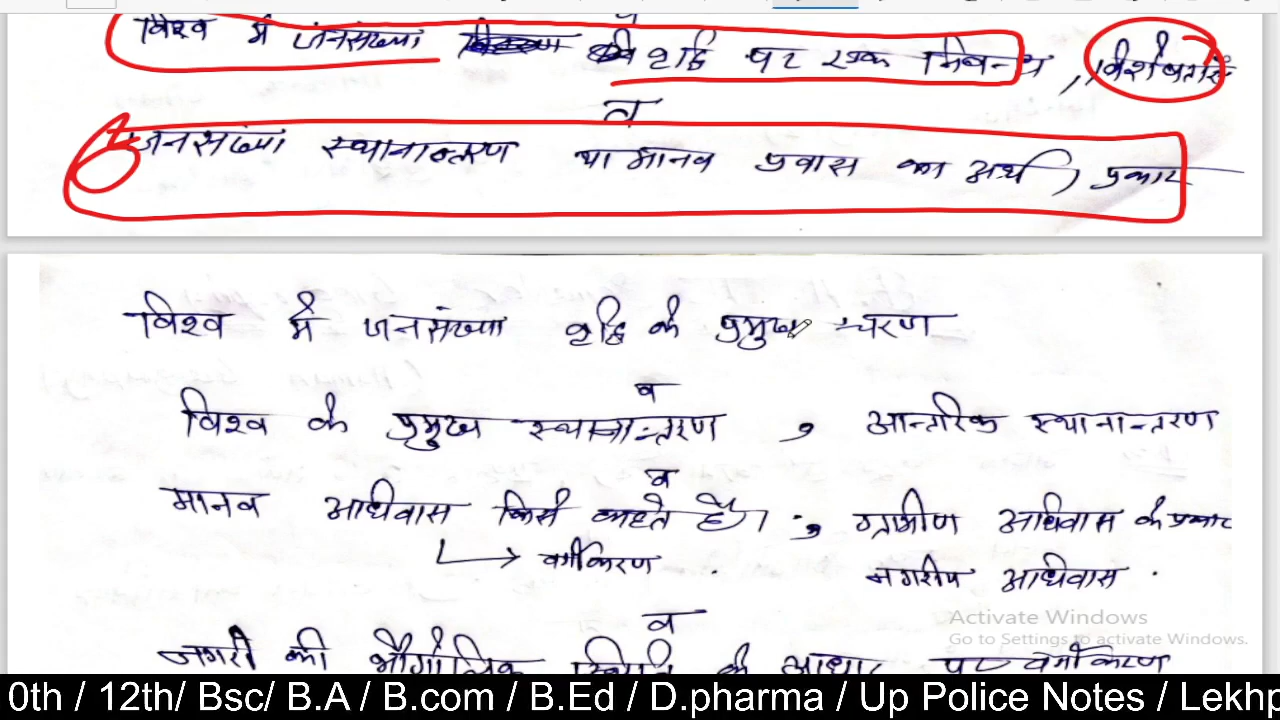 विश्व में जनसंख्या वृद्धि पर एक निबन्ध , विशेषताएं
व
जनसंख्या स्थानान्तरण या मानव प्रवास का अर्थ, प्रकार
विश्व में जनसंख्या वृद्धि के प्रमुख चरण
व
विश्व के प्रमुख स्थानान्तरण , आन्तरिक स्थानान्तरण
व
मानव अधिवास किसे कहते है। , ग्रामीण अधिवास के प्रकार
→ वर्गीकरण . नगरीय अधिवास .
व
नगरों की भौगोलिक स्थिति के आधार पर वर्गीकरण
Activate Windows
Go to Settings to activate Windows.
0th / 12th/ Bsc/ B.A / B.com / B.Ed / D.pharma / Up Police Notes / Lekhp